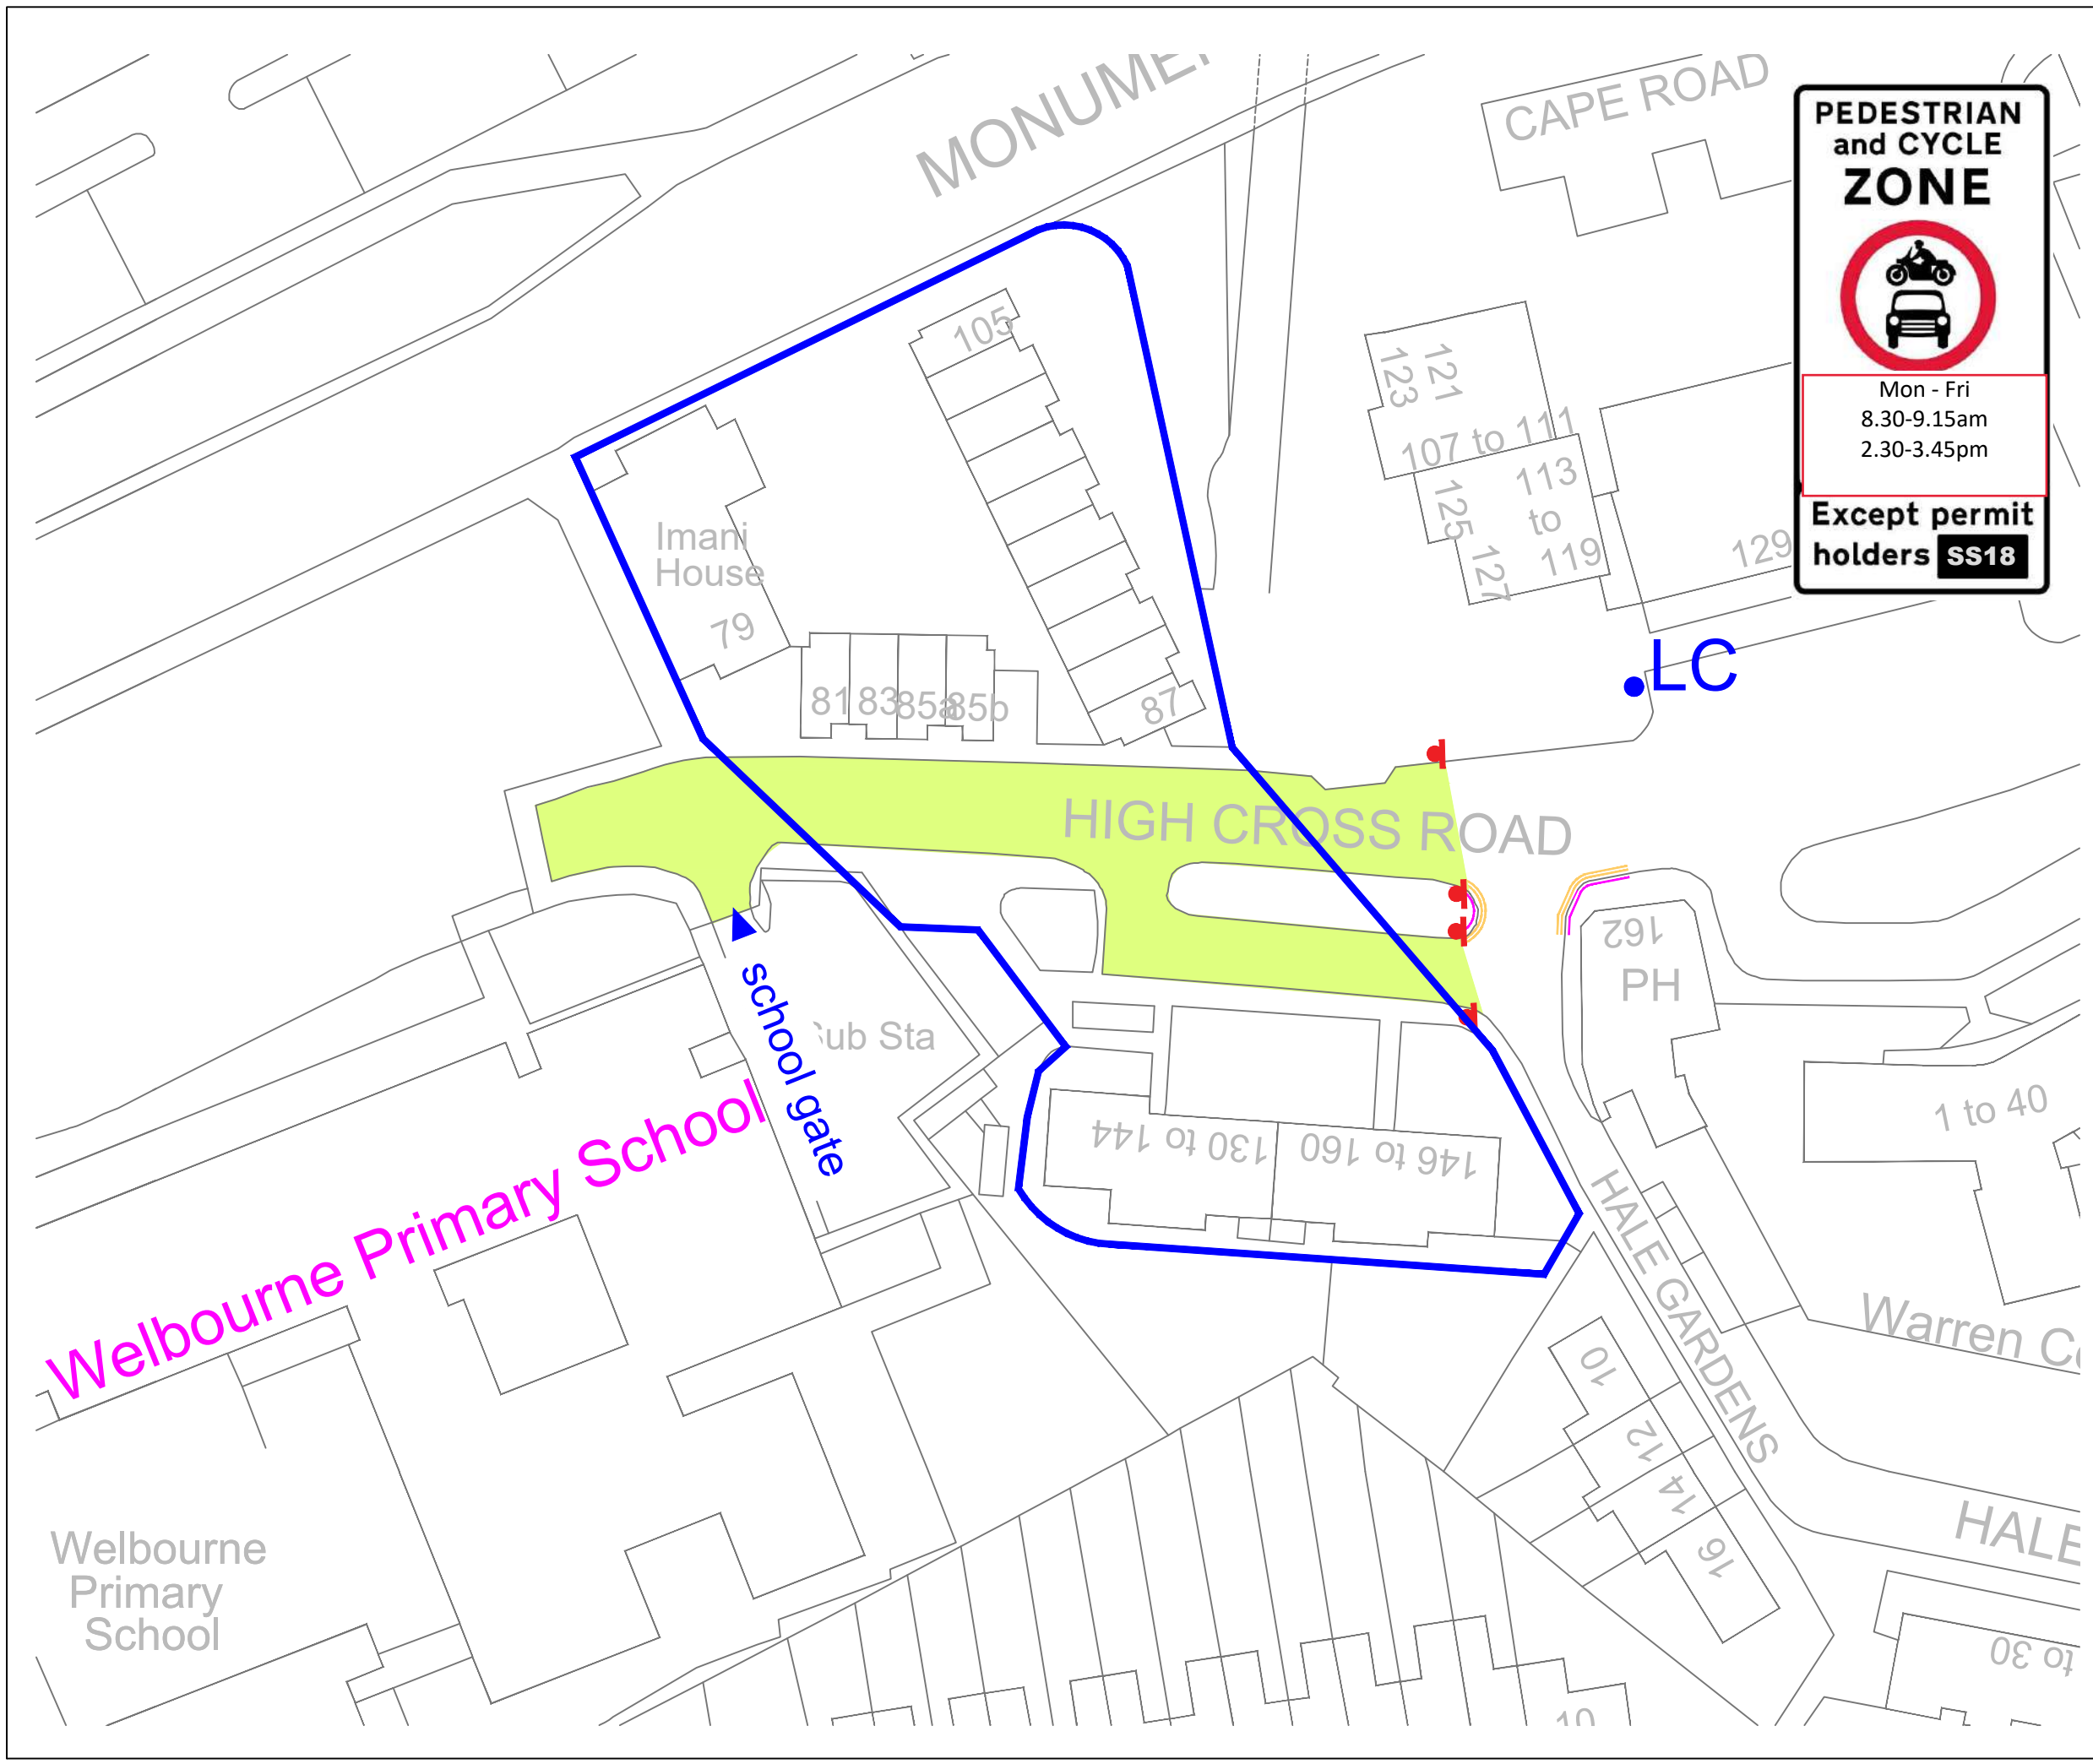 CAPE ROAD
PEDESTRIAN
and CYCLE
ZONE
Mon - Fri
8.30-9.15am
2.30-3.45pm
Except permit
holders SS18
105
121
123
107 to 111
113
to
119
125
127
129
Imani
House
79
81
83
85a
85b
87
LC
HIGH CROSS ROAD
162
PH
school gate
Sub Sta
1 to 40
130 to 144
146 to 160
Welbourne Primary School
HALE GARDENS
Warren
10
12
14
16
HALE
Welbourne
Primary
School
to 30
10